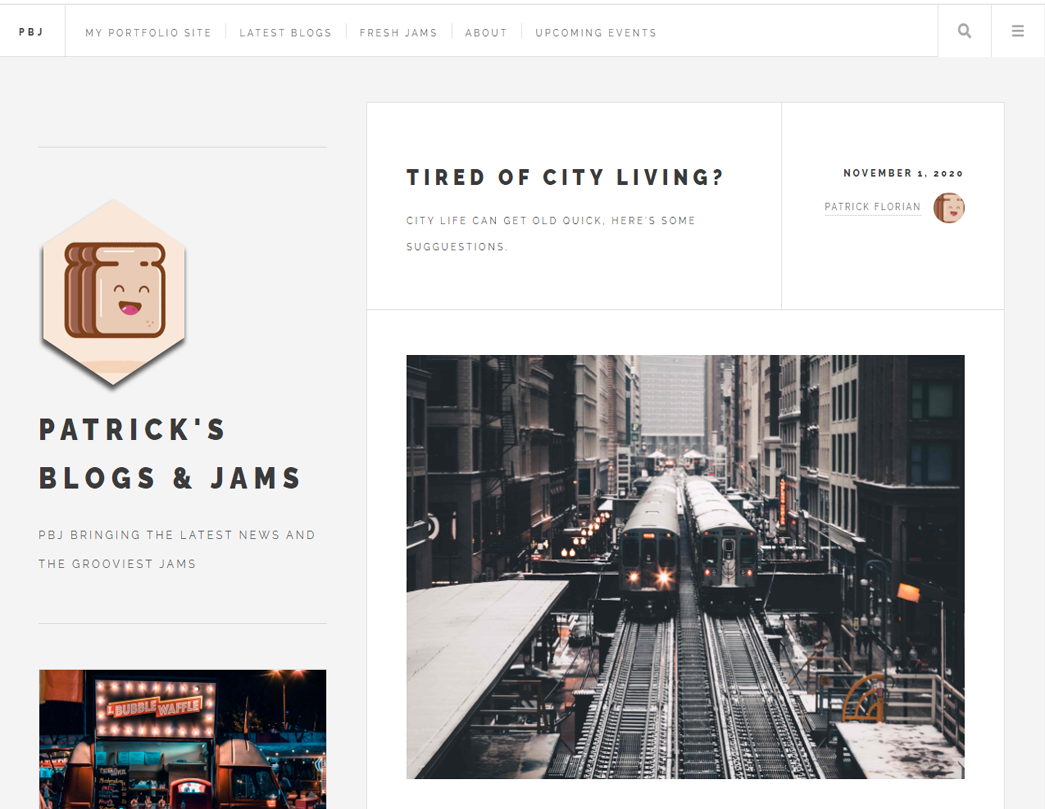 PBJ
MY PORTFOLIO SITE
LATEST BLOGS
FRESH JAMS
ABOUT
UPCOMING EVENTS
TIRED OF CITY LIVING?
CITY LIFE CAN GET OLD QUICK, HERE'S SOME
SUGGUESTIONS.
NOVEMBER 1, 2020
PATRICK FLORIAN
PATRICK'S
BLOGS & JAMS
PBJ BRINGING THE LATEST NEWS AND
THE GROOVIEST JAMS
BUBBLE WAFFLE